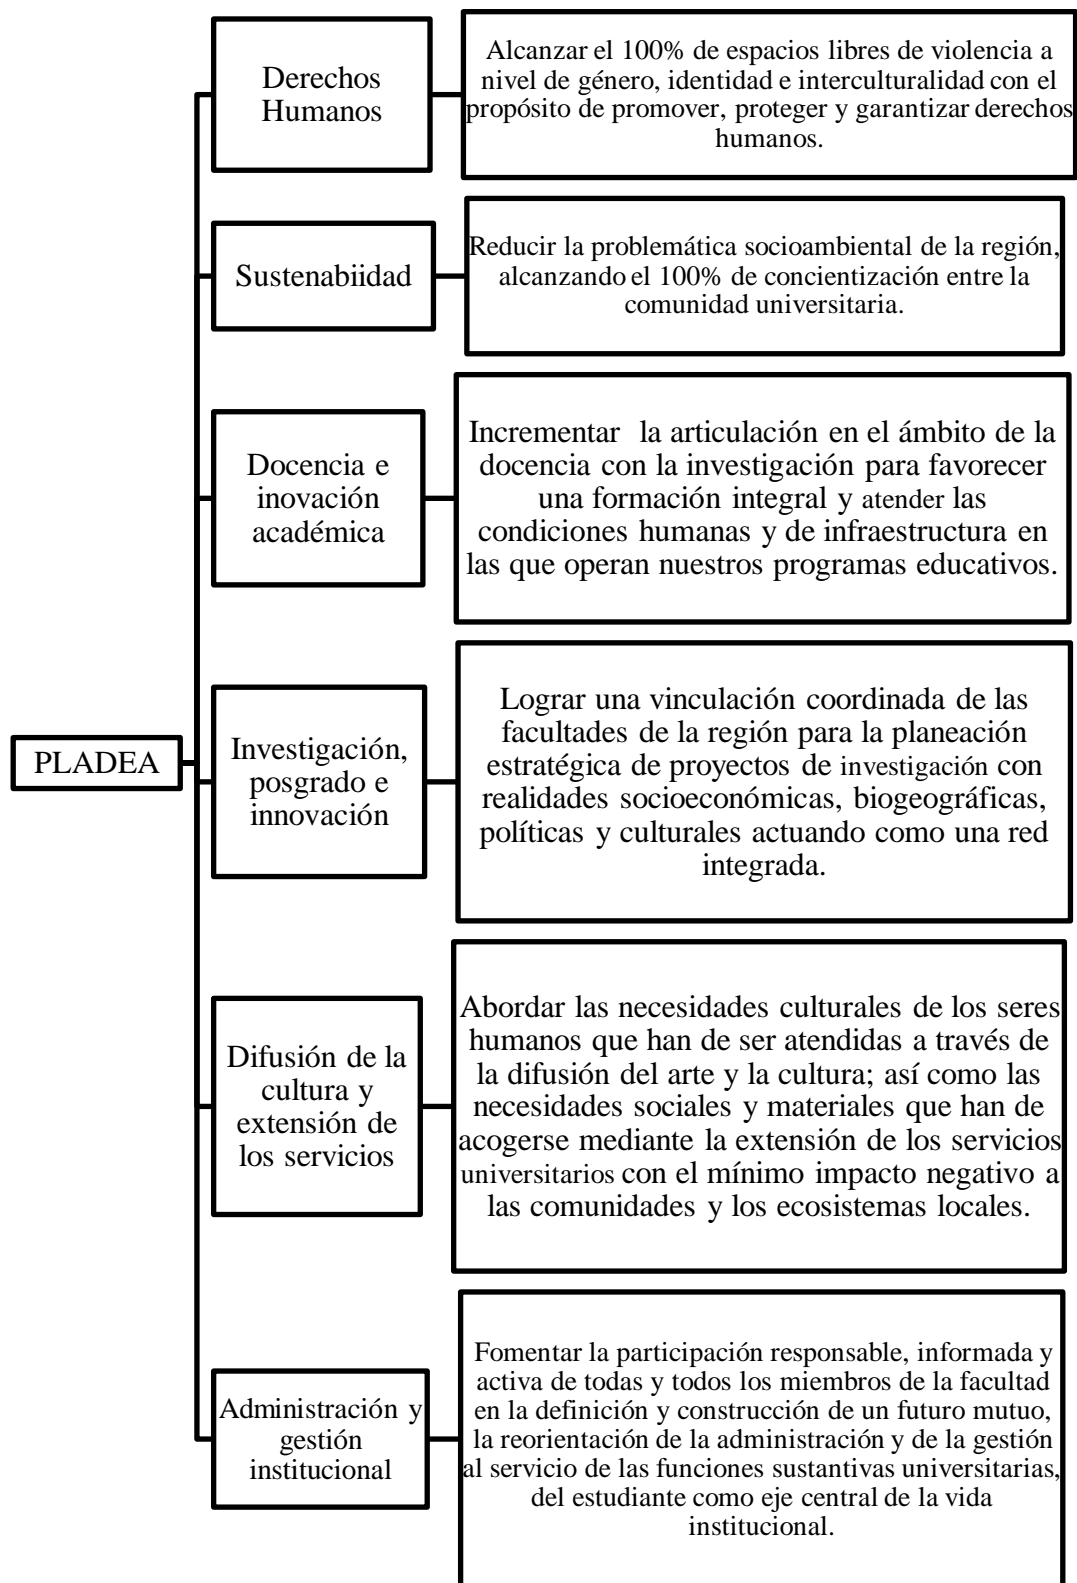 Derechos
Humanos
Alcanzar el 100% de espacios libres de violencia a
nivel de género, identidad e interculturalidad con el
propósito de promover, proteger y garantizar derechos
humanos.
Sustenabiidad
Reducir la problemática socioambiental de la región,
alcanzando el 100% de concientización entre la
comunidad universitaria.
Docencia e
inovación
académica
Incrementar la articulación en el ámbito de la
docencia con la investigación para favorecer
una formación integral y atender las
condiciones humanas y de infraestructura en
las que operan nuestros programas educativos.
PLADEA
Investigación,
posgrado e
innovación
Lograr una vinculación coordinada de las
facultades de la región para la planeación
estratégica de proyectos de investigación con
realidades socioeconómicas, biogeográficas,
políticas y culturales actuando como una red
integrada.
Difusión de la
cultura y
extensión de
los servicios
Abordar las necesidades culturales de los seres
humanos que han de ser atendidas a través de
la difusión del arte y la cultura; así como las
necesidades sociales y materiales que han de
acogerse mediante la extensión de los servicios
universitarios con el mínimo impacto negativo a
las comunidades y los ecosistemas locales.
Administración y
gestión
institucional
Fomentar la participación responsable, informada y
activa de todas y todos los miembros de la facultad
en la definición y construcción de un futuro mutuo,
la reorientación de la administración y de la gestión
al servicio de las funciones sustantivas universitarias,
del estudiante como eje central de la vida
institucional.